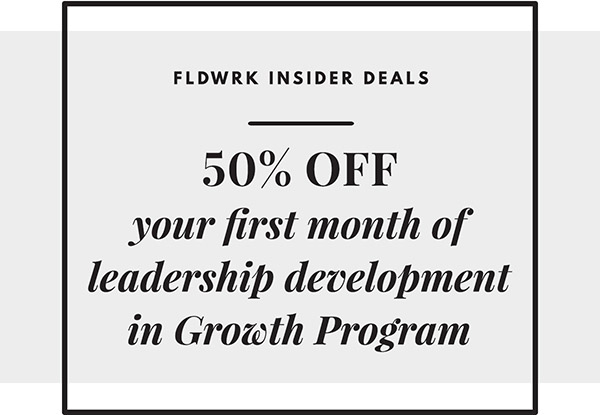 FLDWRK INSIDER DEALS
50% OFF
your first month of
leadership development
in Growth Program